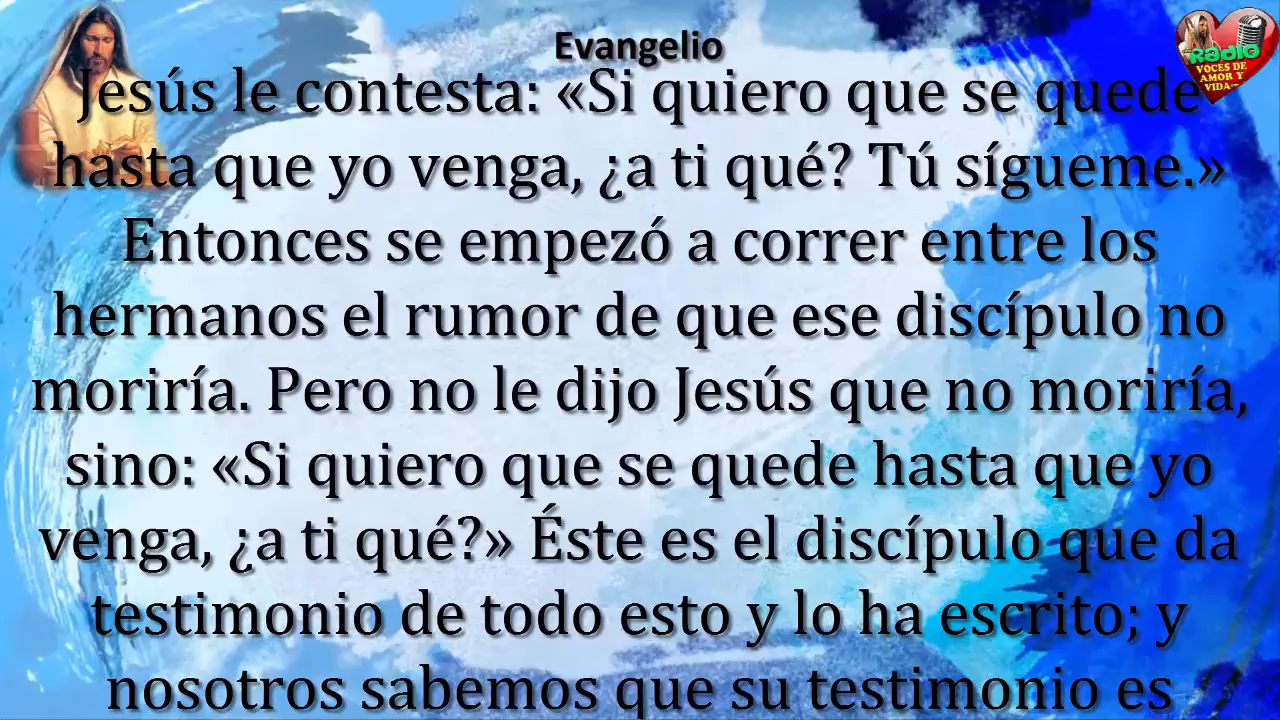 Evangelio
Radio
VOCES DE
AMOR Y
VIDA
Jesús le contesta: «Si quiero que se quede
hasta que yo venga, ¿a ti qué? Tú sígueme.»
Entonces se empezó a correr entre los
hermanos el rumor de que ese discípulo no
moriría. Pero no le dijo Jesús que no moriría,
sino: «Si quiero que se quede hasta que yo
venga, ¿a ti qué?» Éste es el discípulo que da
testimonio de todo esto y lo ha escrito; y
nosotros sabemos que su testimonio es